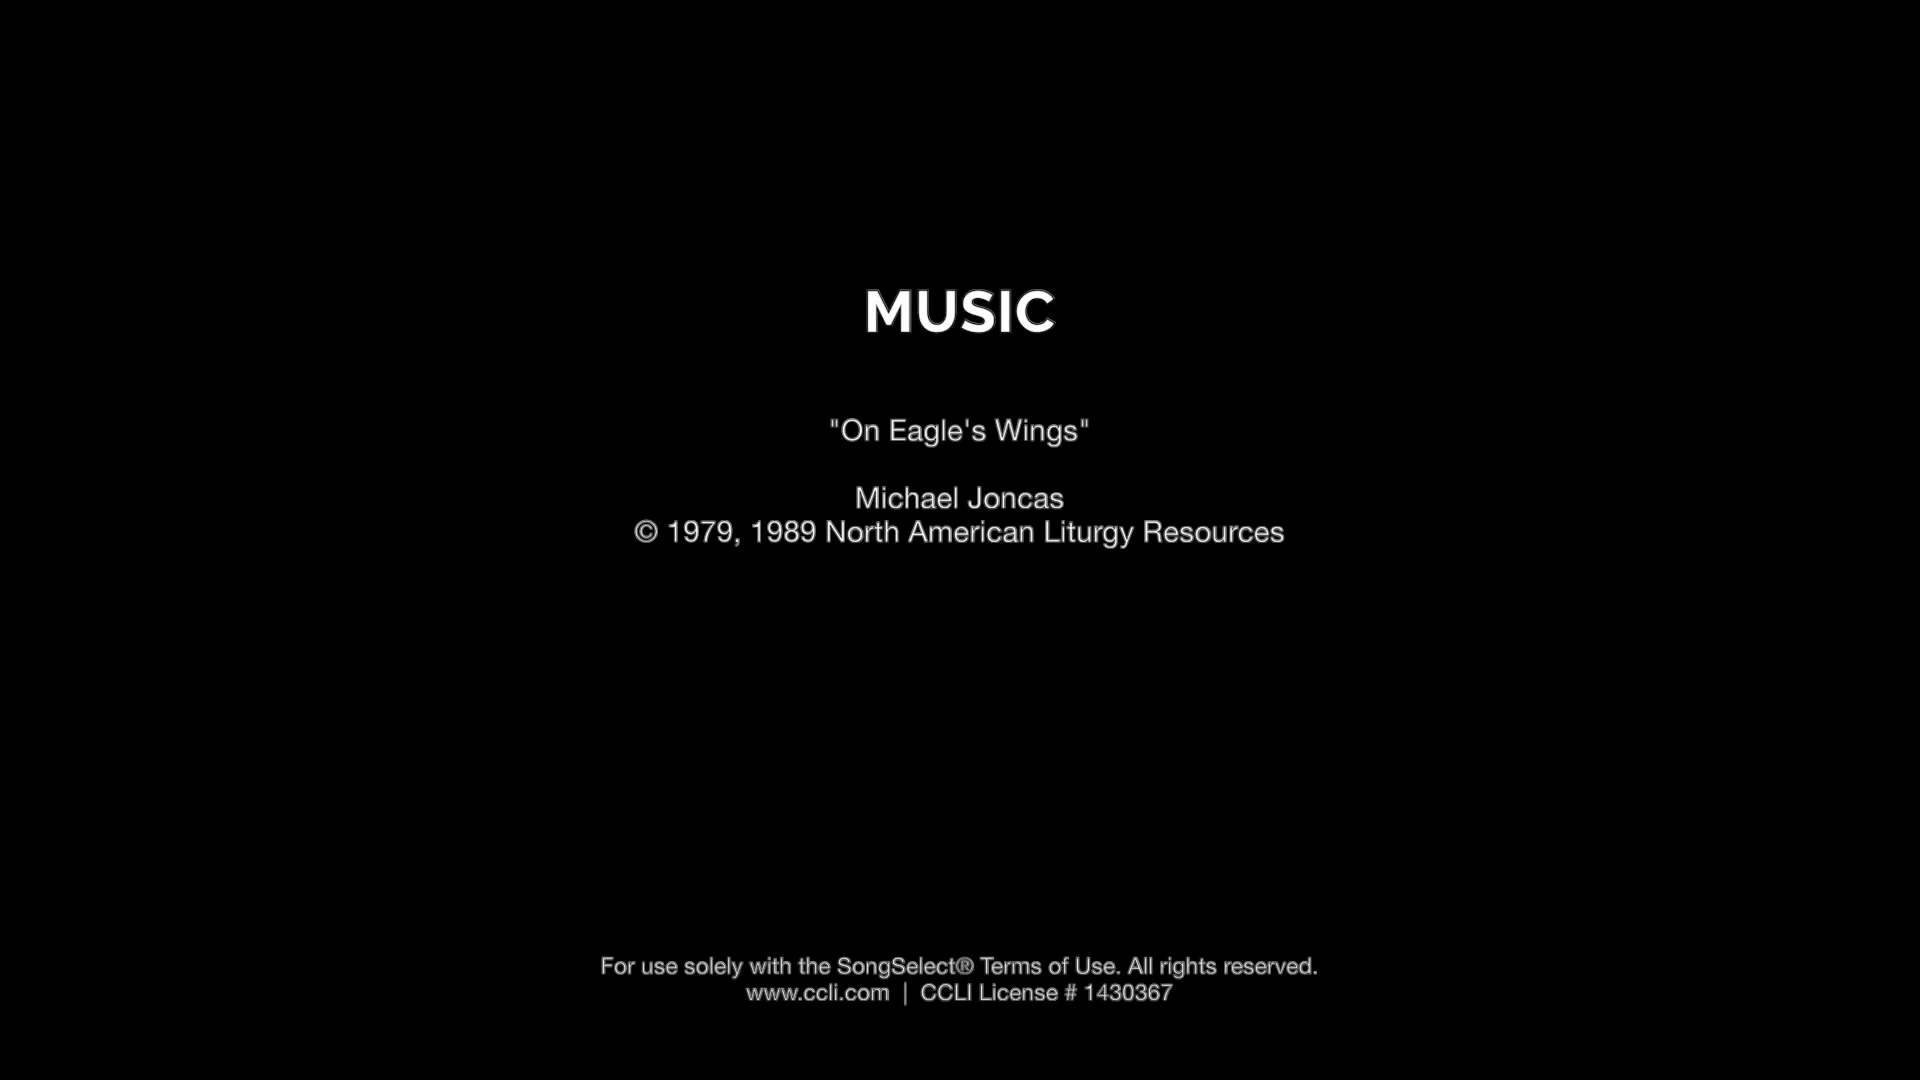 MUSIC
"On Eagle's Wings"
Michael Joncas
© 1979, 1989 North American Liturgy Resources
For use solely with the SongSelect® Terms of Use. All rights reserved.
www.ccli.com | CCLI License # 1430367